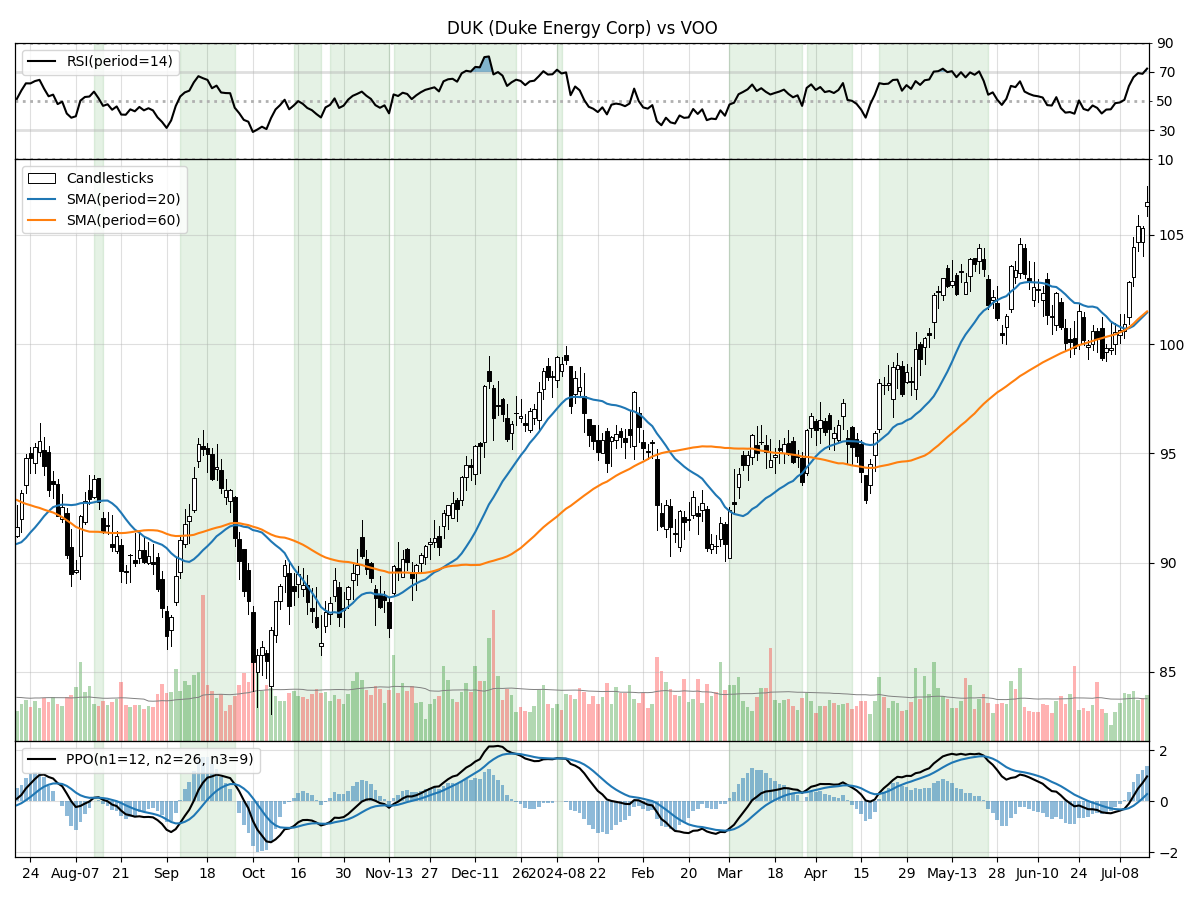 DUK (Duke Energy Corp) vs VOO
RSI(period=14)
90
70
50
30
10
Candlesticks
SMA(period=20)
SMA(period=60)
105
100
95
90
85
PPO(n1=12, n2=26, n3=9)
2
0
−2
24 Aug-07 21 Sep 18 Oct 16 30 Nov-13 27 Dec-11 26 2024-08 22 Feb 20 Mar 18 Apr 15 29 May-13 28 Jun-10 24 Jul-08